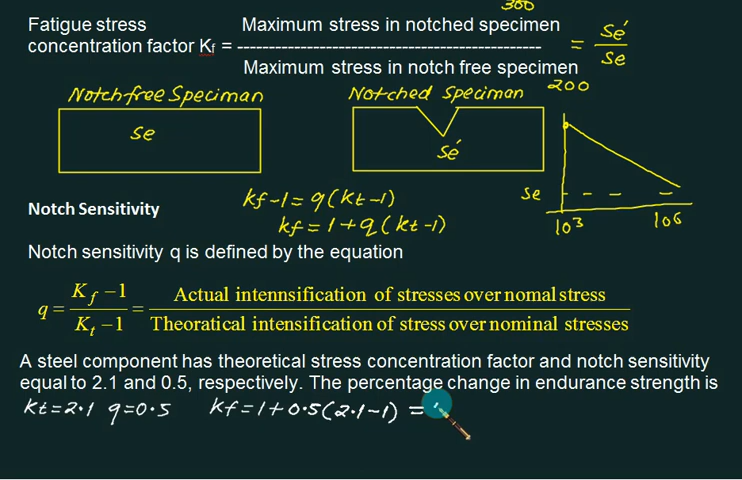 300
Fatigue stress Maximum stress in notched specimen
concentration factor Kf = ------------------------------------------------- = Se′/Se
Maximum stress in notch free specimen
200
Notch-free Speciman Notched Speciman
Se
Se′
Kf-1=q(Kt-1)
Se
Notch Sensitivity
Kf=1+q(Kt-1)
10³ 10⁶
Notch sensitivity q is defined by the equation
q = (K_f − 1)/(K_t − 1) = Actual intennsification of stresses over nomal stress / Theoratical intensification of stress over nominal stresses
A steel component has theoretical stress concentration factor and notch sensitivity
equal to 2.1 and 0.5, respectively. The percentage change in endurance strength is
Kt=2.1 q=0.5 Kf=1+0.5(2.1-1) =